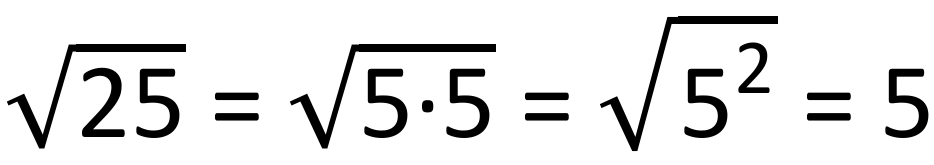 √25 = √5·5 = √5² = 5